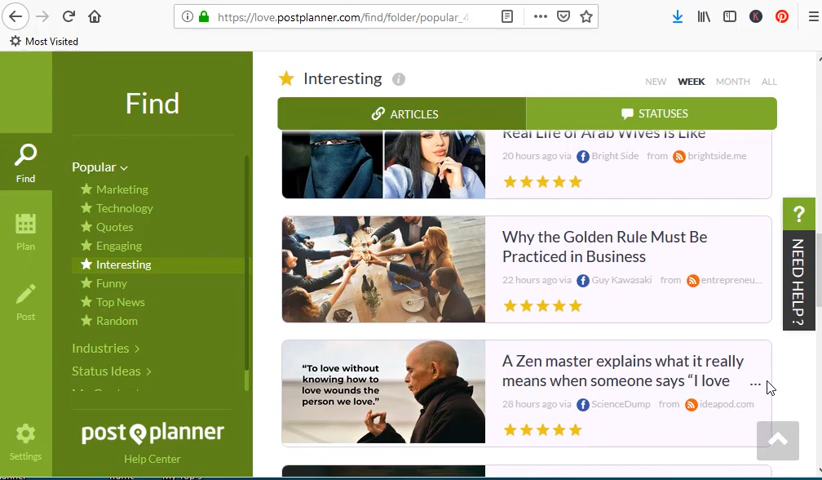 https://love.postplanner.com/find/folder/popular_
Most Visited
Find
Find
Plan
Post
Settings
Popular
Marketing
Technology
Quotes
Engaging
Interesting
Funny
Top News
Random
Industries >
Status Ideas >
postplanner
Help Center
Interesting
NEW WEEK MONTH ALL
ARTICLES
STATUSES
Real Life of Arab Wives Is Like
20 hours ago via Bright Side from brightside.me
Why the Golden Rule Must Be
Practiced in Business
22 hours ago via Guy Kawasaki from entrepreneu...
"To love without
knowing how to
love wounds the
person we love."
A Zen master explains what it really
means when someone says “I love ...
28 hours ago via ScienceDump from ideapod.com
?
NEED HELP?